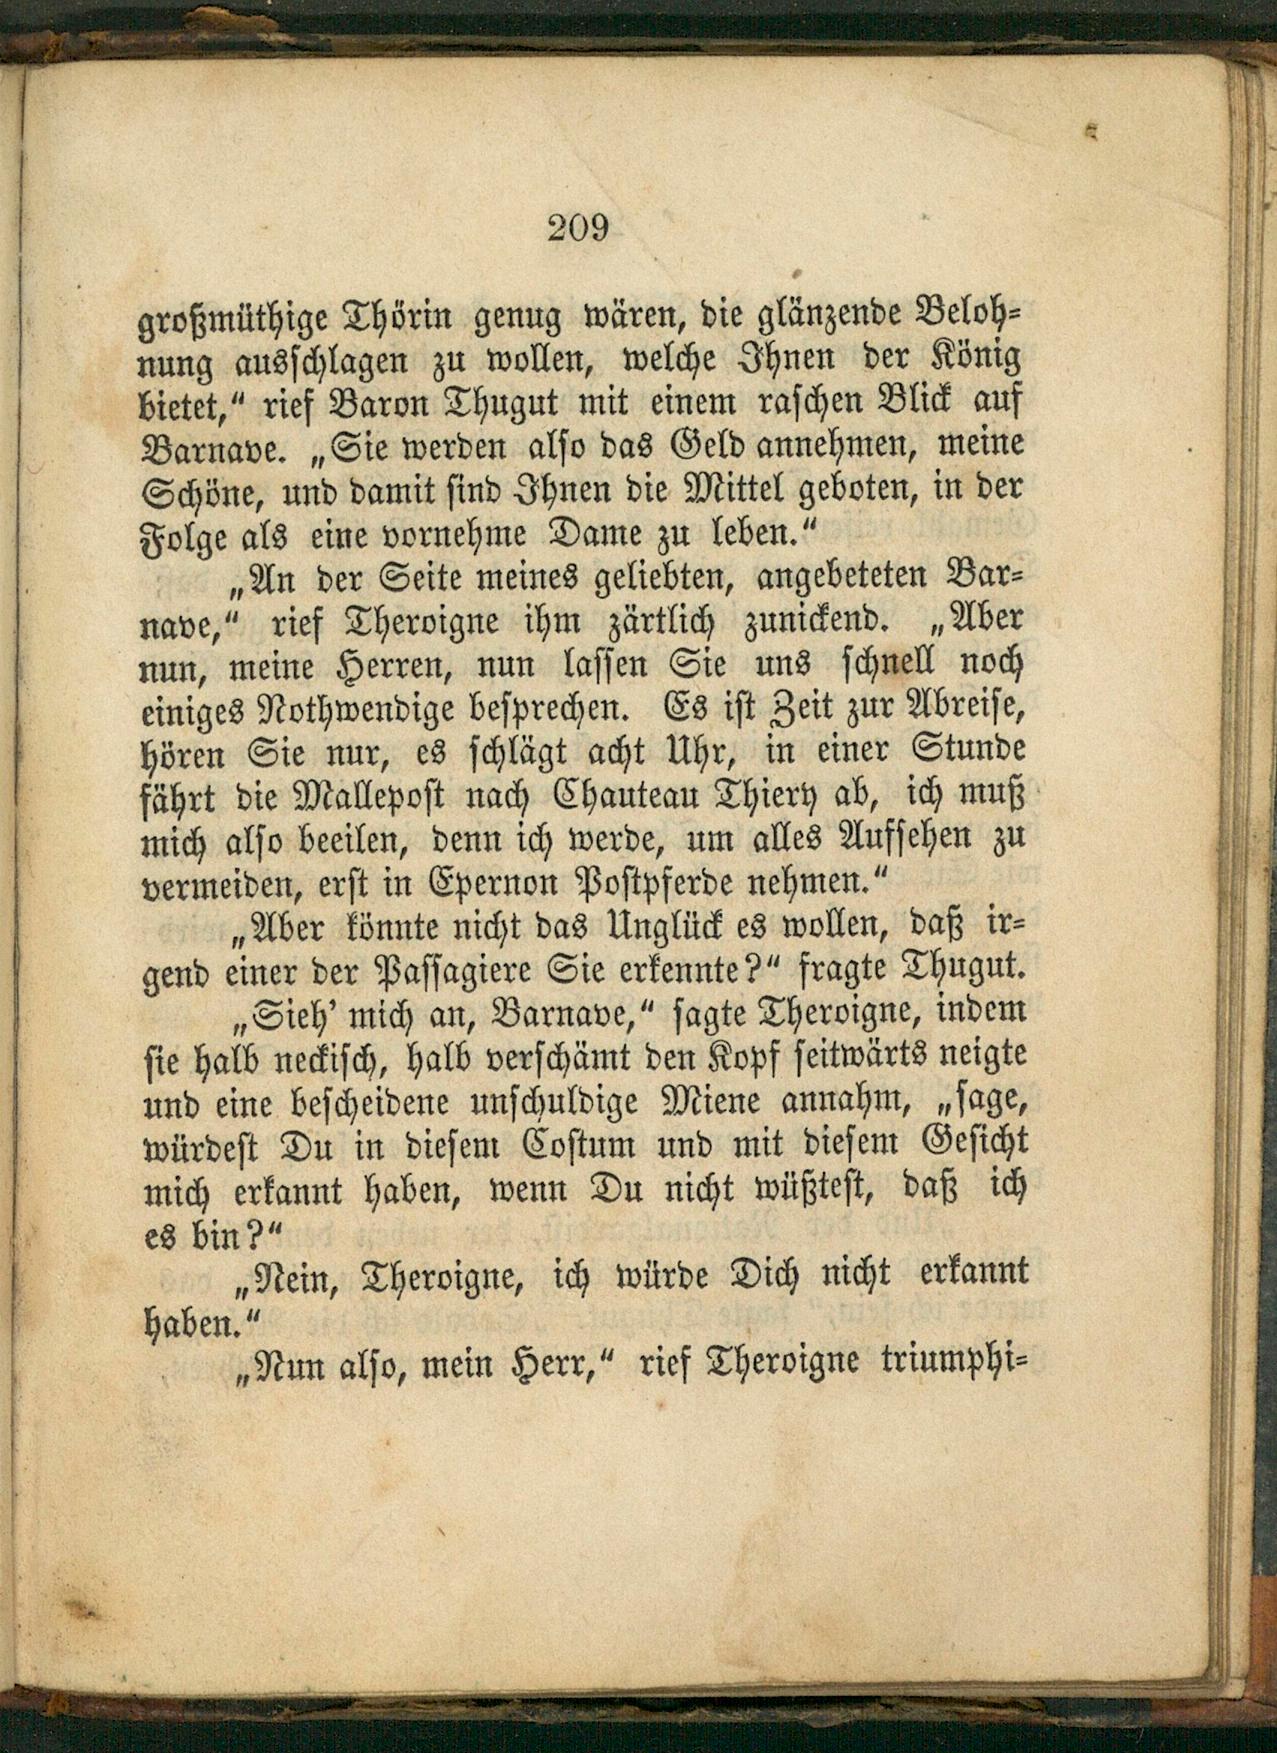 209
großmüthige Thörin genug wären, die glänzende Beloh=
nung ausschlagen zu wollen, welche Ihnen der König
bietet,“ rief Baron Thugut mit einem raschen Blick auf
Barnave. „Sie werden also das Geld annehmen, meine
Schöne, und damit sind Ihnen die Mittel geboten, in der
Folge als eine vornehme Dame zu leben.“
„An der Seite meines geliebten, angebeteten Bar=
nave,“ rief Theroigne ihm zärtlich zunickend. „Aber
nun, meine Herren, nun lassen Sie uns schnell noch
einiges Nothwendige besprechen. Es ist Zeit zur Abreise,
hören Sie nur, es schlägt acht Uhr, in einer Stunde
fährt die Mallepost nach Chauteau Thiery ab, ich muß
mich also beeilen, denn ich werde, um alles Aufsehen zu
vermeiden, erst in Epernon Postpferde nehmen.“
„Aber könnte nicht das Unglück es wollen, daß ir=
gend einer der Passagiere Sie erkennte?“ fragte Thugut.
„Sieh’ mich an, Barnave,“ sagte Theroigne, indem
sie halb neckisch, halb verschämt den Kopf seitwärts neigte
und eine bescheidene unschuldige Miene annahm, „sage,
würdest Du in diesem Costum und mit diesem Gesicht
mich erkannt haben, wenn Du nicht wüßtest, daß ich
es bin?“
„Nein, Theroigne, ich würde Dich nicht erkannt
haben.“
„Nun also, mein Herr,“ rief Theroigne triumphi=